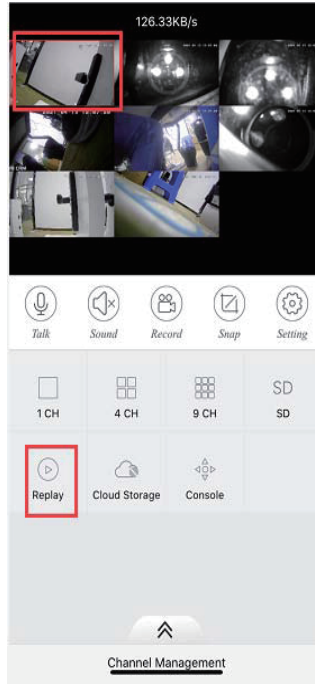 126.33KB/s
Talk Sound Record Snap Setting
1 CH 4 CH 9 CH SD
SD
Replay Cloud Storage Console
Channel Management